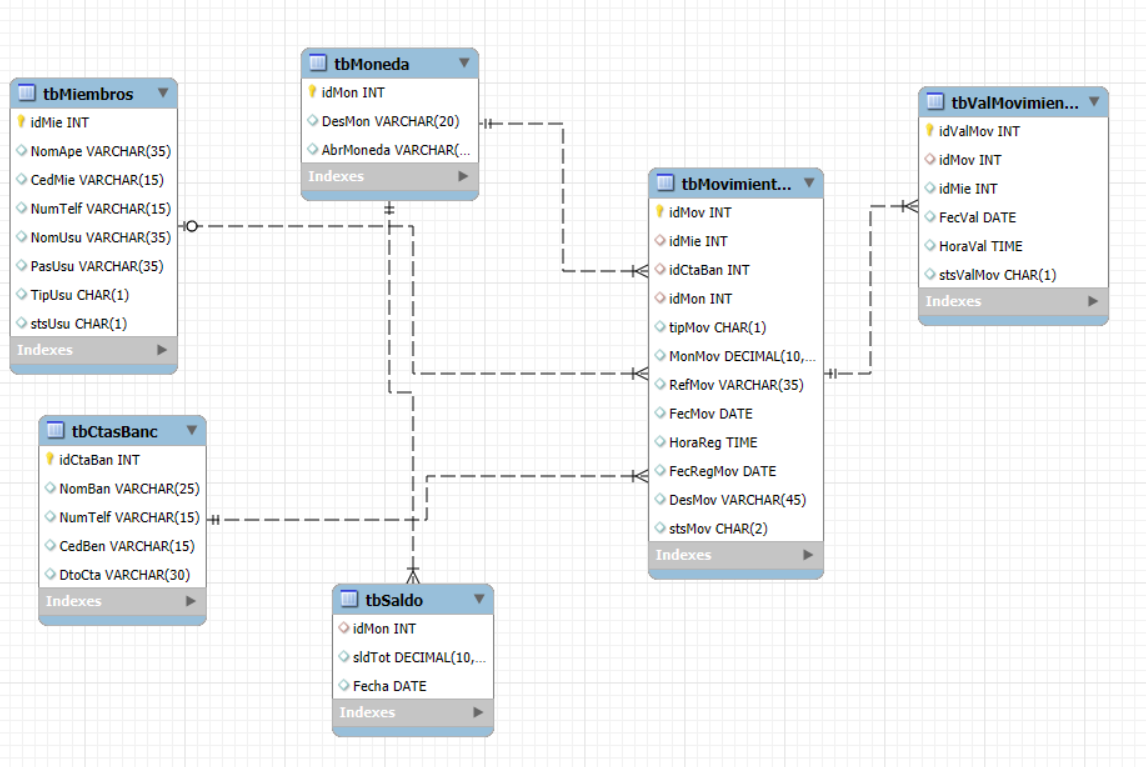 tbMiembros
idMie INT
NomApe VARCHAR(35)
CedMie VARCHAR(15)
NumTelf VARCHAR(15)
NomUsu VARCHAR(35)
PasUsu VARCHAR(35)
TipUsu CHAR(1)
stsUsu CHAR(1)
Indexes
tbMoneda
idMon INT
DesMon VARCHAR(20)
AbrMoneda VARCHAR(...
Indexes
tbCtasBanc
idCtaBan INT
NomBan VARCHAR(25)
NumTelf VARCHAR(15)
CedBen VARCHAR(15)
DtoCta VARCHAR(30)
Indexes
tbSaldo
idMon INT
sldTot DECIMAL(10,...
Fecha DATE
Indexes
tbMovimient...
idMov INT
idMie INT
idCtaBan INT
idMon INT
tipMov CHAR(1)
MonMov DECIMAL(10,...
RefMov VARCHAR(35)
FecMov DATE
HoraReg TIME
FecRegMov DATE
DesMov VARCHAR(45)
stsMov CHAR(2)
Indexes
tbValMovimien...
idValMov INT
idMov INT
idMie INT
FecVal DATE
HoraVal TIME
stsValMov CHAR(1)
Indexes